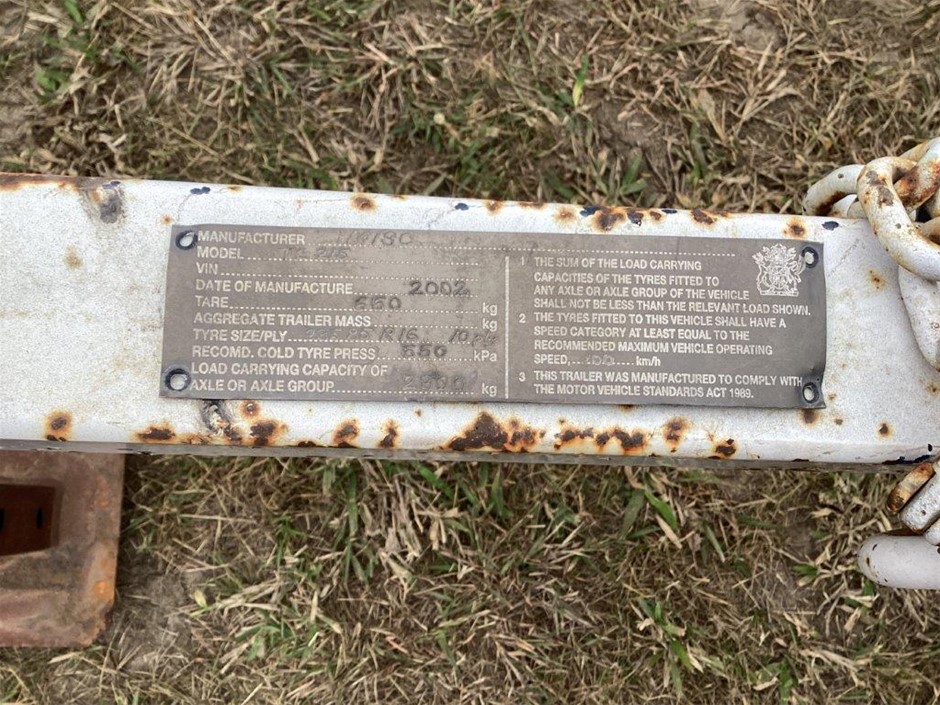 MANUFACTURER
MODEL
VIN
DATE OF MANUFACTURE 2002
TARE 660 kg
AGGREGATE TRAILER MASS kg
TYRE SIZE/PLY R16
RECOMD. COLD TYRE PRESS. 650 kPa
LOAD CARRYING CAPACITY OF
AXLE OR AXLE GROUP kg
1 THE SUM OF THE LOAD CARRYING
CAPACITIES OF THE TYRES FITTED TO
ANY AXLE OR AXLE GROUP OF THE VEHICLE
SHALL NOT BE LESS THAN THE RELEVANT LOAD SHOWN.
2 THE TYRES FITTED TO THIS VEHICLE SHALL HAVE A
SPEED CATEGORY AT LEAST EQUAL TO THE
RECOMMENDED MAXIMUM VEHICLE OPERATING
SPEED, 100 km/h
3 THIS TRAILER WAS MANUFACTURED TO COMPLY WITH
THE MOTOR VEHICLE STANDARDS ACT 1989.